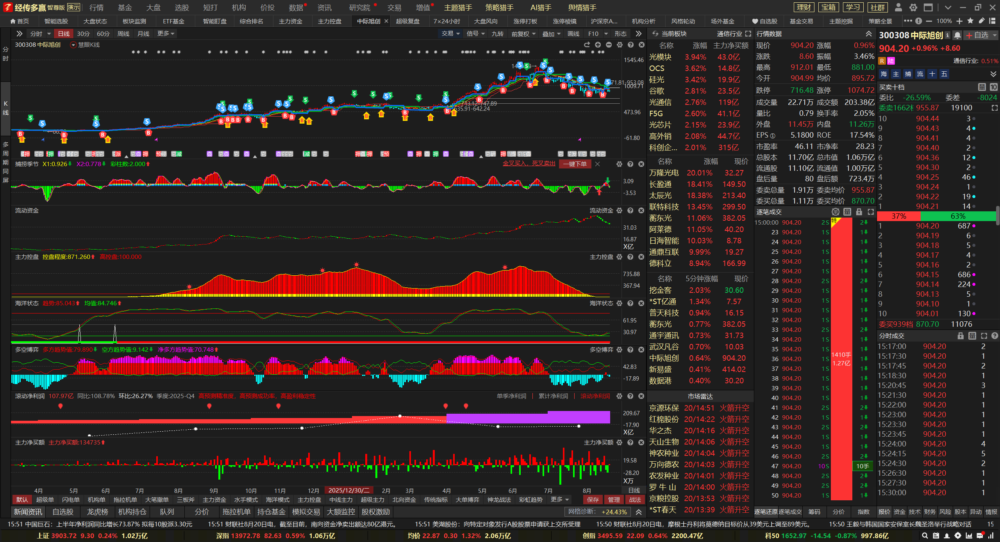 经传多赢 智尊版 演示 行情 基金 大盘 选股 短打 机构 价投 数据 资讯 研究院 交易 增值 主题猎手 策略猎手 AI猎手 舆情猎手 理财 宝箱 学习 社群
首页 智能选股 大盘状态 板块监测 ETF基金 智能盯盘 综合排名 主力资金 主力控盘 中际旭创 超级复盘 7×24小时 大盘风向 涨停打板 涨停棱镜 沪深京A... 机构分析 风格轮动 场外基金 自选股 基金交易 主题挖掘 策略全景 100%
分时 日线 30分 60分 周线 月线 更多 交易 信号 九转 前复权 叠加 画线 F10 形态
分时
K线
多周期同屏
300308 中际旭创 慧眼K线
1545.46
1009.71
473.96
-61.80
743.12-747.89
635.91-642.24
捕捞季节 X1:0.926 X2:0.778 彩柱数:2.000 金叉买入，死叉卖出 一键下单
3.09
-3.53
流动资金 流动资金
31.03
16.87
X亿
主力控盘 控盘程度:871.260 高控盘:100.000 主力控盘
735.88
367.94
海洋状态 趋势:85.043 均值:84.746 海洋状态
61.95
30.97
多空博弈 多方趋势值:79.890 空方趋势值:9.142 净多方趋势值:70.748 多空博弈
42.83
-17.89
滚动净利润 107.97亿 同比:108.78% 环比:26.27% 季度:2025-Q4 高预测精准度，高预测成功率，高盈利稳定性 单季净利润 累计净利润 滚动净利润
209.67
-17.90
X亿
主力净买额 主力净买额:134735 主力净买额
19.58
-28.20
X万
4月 5月 6月 7月 8月 9月 10月 11月 12月 2025/12/30/二 2月 3月 4月 5月 6月 7月 8月 日线
默认 超级单 闪电单 机构单 拖拉机单 大笔撤单 三板斧 主力资金 水手模式 海洋模式 主力控盘 中线主力 超级主力 北向资金 传统指标 大单博弈 神龙战法 彩虹趋势 更多 保存 管理 战法
新闻资讯 自选股 龙虎榜 机构持仓 队列 分价 拖拉机单 持仓基金 模拟交易 大额监控 股权激励 网格诊断： +24.43%
当前板块 通信行业
名称 涨幅 主力净买额
光模块 3.94% 43.0亿
OCS 3.62% 14.8亿
硅光 3.42% 19.9亿
谷歌 2.81% 23.5亿
光通信 2.76% 119亿
F5G 2.60% 41.1亿
光芯片 2.15% 23.9亿
高外销 2.08% 44.7亿
科创企... 2.01% 315亿
名称 涨幅 现价
万隆光电 20.01% 32.27
长盈通 18.41% 149.50
太辰光 18.38% 213.40
联特科技 13.45% 299.50
蘅东光 11.06% 382.05
阿莱德 11.05% 40.20
日海智能 10.03% 8.78
通鼎互联 9.99% 19.27
德科立 8.94% 166.99
名称 5分钟涨幅 现价
挖金客 2.03% 30.60
*ST亿通 1.34% 7.57
普天科技 0.94% 16.15
蘅东光 0.77% 382.05
通宇通讯 0.73% 31.73
武汉凡谷 0.70% 10.03
中际旭创 0.64% 904.20
新易盛 0.41% 414.02
数据港 0.40% 30.20
市场雷达
京源环保 20/14:51 火箭升空
红棉股份 20/14:22 火箭升空
华之杰 20/14:16 火箭升空
天山生物 20/14:06 火箭升空
神农种业 20/14:04 火箭升空
万向德农 20/14:03 火箭升空
农发种业 20/14:01 火箭升空
罗 牛 山 20/14:00 火箭升空
京粮控股 20/13:53 火箭升空
*ST春天 20/13:39 火箭升空
行情数据
现价 904.20 涨幅 0.96%
涨跌 8.60 振幅 3.46%
最高 912.01 最低 881.00
今开 904.99 均价 895.72
跌停 716.48 涨停 1074.72
成交量 22.71万 成交额 203.38亿
量比 0.79 换手率 2.05%
外盘 11.45万 内盘 11.26万
EPS① 5.1800 ROE 17.54%
市盈率 46.11 市净率 28.23
总股本 11.70亿 总市值 1.06万亿
流通股 11.10亿 流通值 1.00万亿
盘后量 80 盘后额 723.4万
委卖总量 1.91万 委卖均价 955.87
委买总量 1.11万 委买均价 870.70
逐笔成交 单 量
特
15:00:00 904.20 2S 2
23 904.20 1S 1
24 904.20 1S 1
25 904.20 1S 1
26 904.20 1S 1
27 904.20 1S 1
28 904.20 2S 2
29 904.20 1S 1
30 904.20 1S 1
31 904.20 1S 1
32 904.20 1S 1
33 904.20 2S 2
34 904.20 1S 1
35 904.20 1S 1
36 904.20 1S 1
37 904.20 1S 1
38 904.20 1S 1
39 904.20 1S 1
40 904.20 1S 1
41 904.20 2S 2
42 904.20 1S 1
43 904.20 2S 2
44 904.20 1S 1
45 904.20 1S 1
46 904.20 2S 2
47 904.20 10S 10手
48 904.20 2S 2
49 904.20 2S 2
50 904.20 1S 1
1410手
1.27亿
逐笔还原 逐笔成交 筹码 分价 指数
300308 中际旭创 自选
904.20 +0.96% +8.60
R 陆 通信行业: 0.51%
海 主 捕 流 十 五
买卖十档 量 10
委比 -26.59% 委差 -8024
委卖1662档 955.87 19100
10 904.44 3
9 904.43 4
8 904.41 4
7 904.40 2
6 904.36 12
5 904.30 2
4 904.25 46
3 904.24 1
2 904.22 19
1 904.21 14
37% 63%
1 904.20 687
2 904.19 6
3 904.18 5
4 904.17 4
5 904.16 2
6 904.15 686
7 904.14 224
8 904.13 5
9 904.10 1
10 904.01 130
委买939档 870.70 11076
分时成交 量
15:17:00 904.20 2
15:17:30 904.20 1
15:17:45 904.20 2
15:18:30 904.20 1
15:20:45 904.20 3
15:21:30 904.20 1
15:22:00 904.20 1
15:23:00 904.20 1
15:23:30 904.20 1
15:23:45 904.20 1
15:24:00 904.20 4
15:24:15 904.20 5
15:24:30 904.20 2
15:26:30 904.20 1
15:27:30 904.20 1
15:30:00 904.20 1
报价 资金 技术 财务 风险 股本 异动 情报
15:51 中国巨石：上半年净利润同比增长73.87% 拟每10股派3.30元 15:51 财联社8月20日电，截至目前，南向资金净卖出额达80亿港元。 15:51 美湖股份：向特定对象发行A股股票申请获上交所受理 15:50 财联社8月20日电，摩根士丹利将莫德纳目标价从39美元上调至89美元。 15:50 王毅与韩国国家安保室长魏圣洛举行战略对话 15
上证 3903.72 9.30 0.24% 1.02万亿 深指 13972.78 82.63 0.59% 1.06万亿 均价 22.87 0.30 1.32% 2.06万亿 创指 3495.59 22.09 0.64% 2200.47亿 科50 1652.97 -14.54 -0.87% 997.86亿